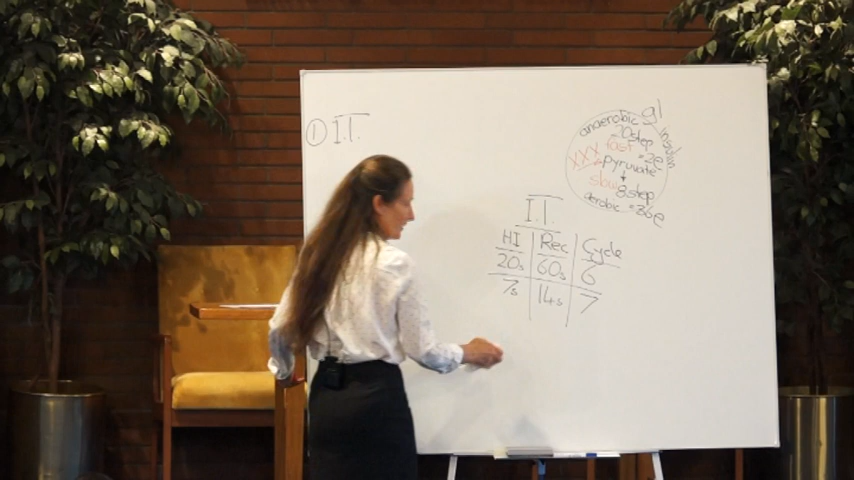 ① I.T.
gl
insulin
anaerobic
20step
fast =2e
XXX pyruvate
↓
slow 8step
aerobic =36e
I.T.
HI Rec Cycle
20s 60s 6
7s 14s 7